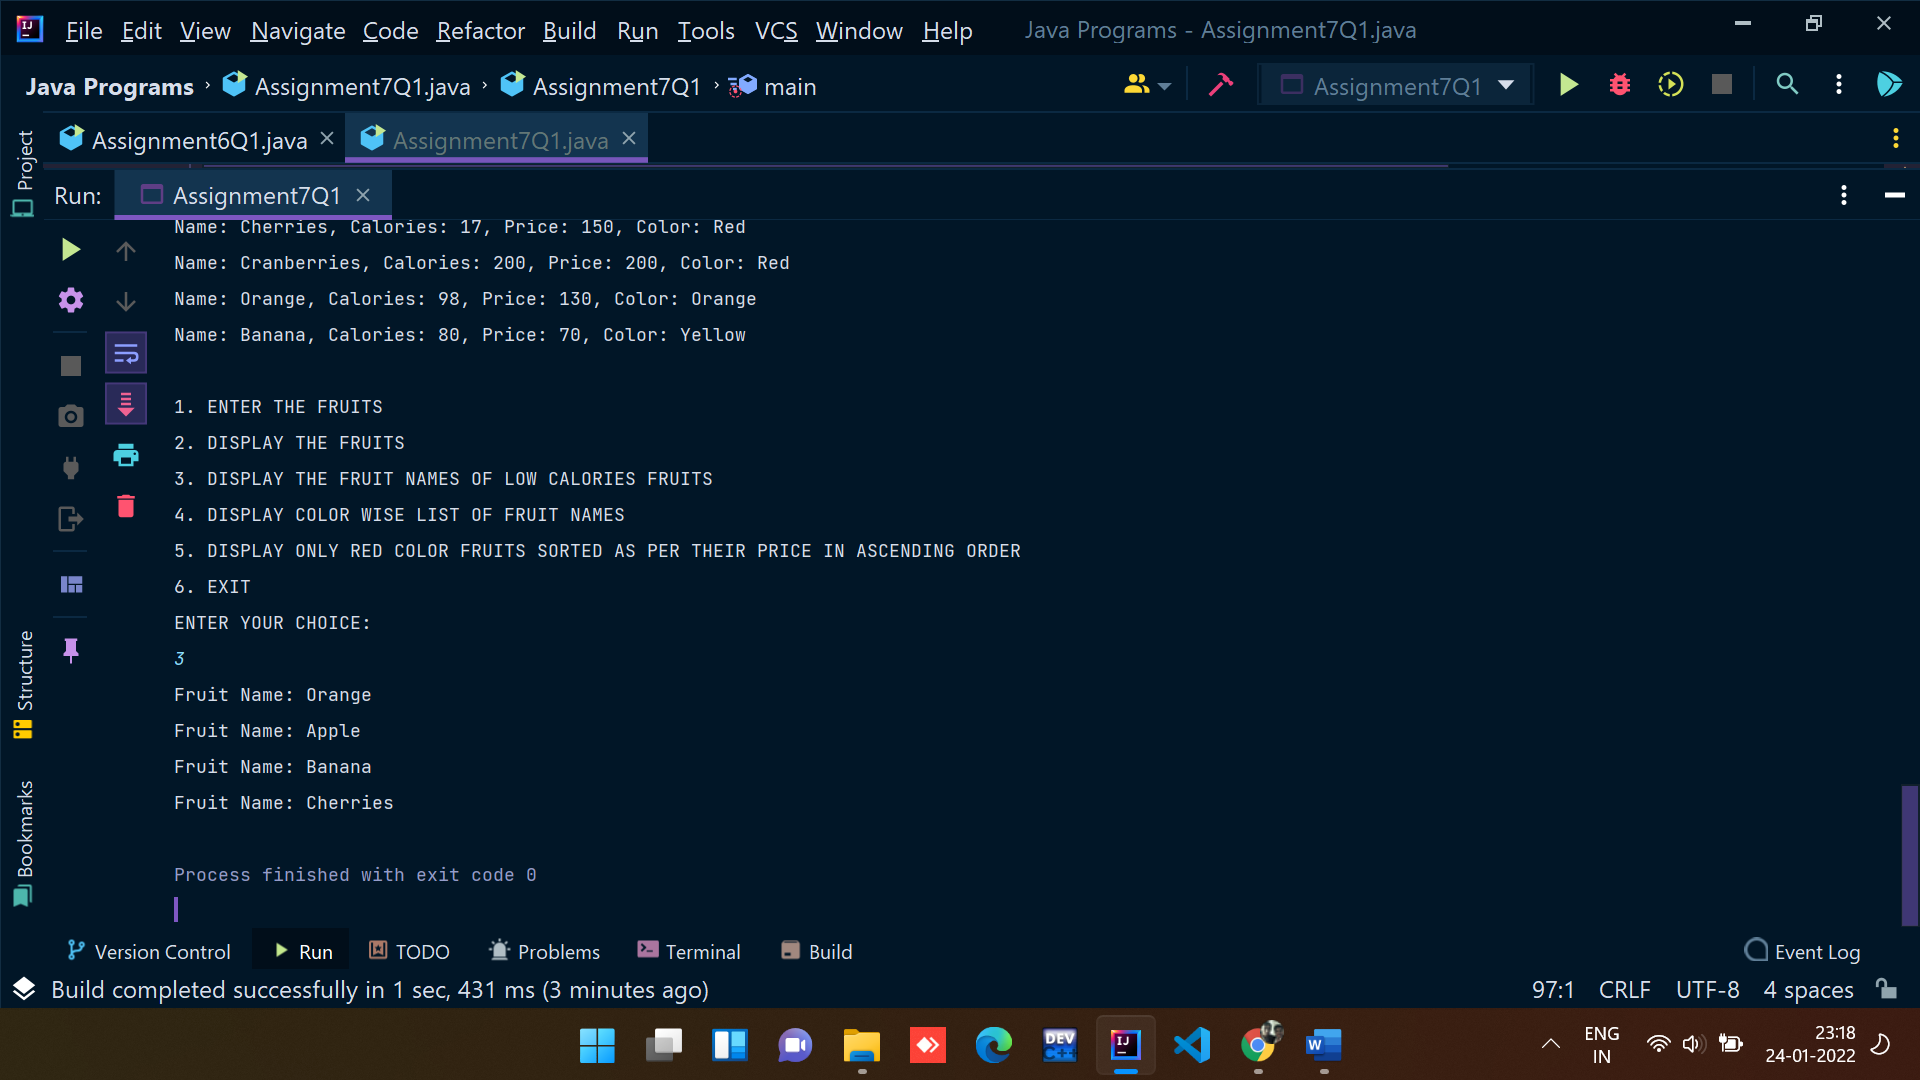 File Edit View Navigate Code Refactor Build Run Tools VCS Window Help Java Programs - Assignment7Q1.java
Java Programs › Assignment7Q1.java › Assignment7Q1 › main Assignment7Q1
Assignment6Q1.java Assignment7Q1.java
Project
Run: Assignment7Q1
Name: Cherries, Calories: 17, Price: 150, Color: Red
Name: Cranberries, Calories: 200, Price: 200, Color: Red
Name: Orange, Calories: 98, Price: 130, Color: Orange
Name: Banana, Calories: 80, Price: 70, Color: Yellow
1. ENTER THE FRUITS
2. DISPLAY THE FRUITS
3. DISPLAY THE FRUIT NAMES OF LOW CALORIES FRUITS
4. DISPLAY COLOR WISE LIST OF FRUIT NAMES
5. DISPLAY ONLY RED COLOR FRUITS SORTED AS PER THEIR PRICE IN ASCENDING ORDER
6. EXIT
ENTER YOUR CHOICE:
3
Fruit Name: Orange
Fruit Name: Apple
Fruit Name: Banana
Fruit Name: Cherries
Process finished with exit code 0
Structure
Bookmarks
Version Control Run TODO Problems Terminal Build Event Log
Build completed successfully in 1 sec, 431 ms (3 minutes ago) 97:1 CRLF UTF-8 4 spaces
DEV C++ IJ W
ENG IN
23:18
24-01-2022